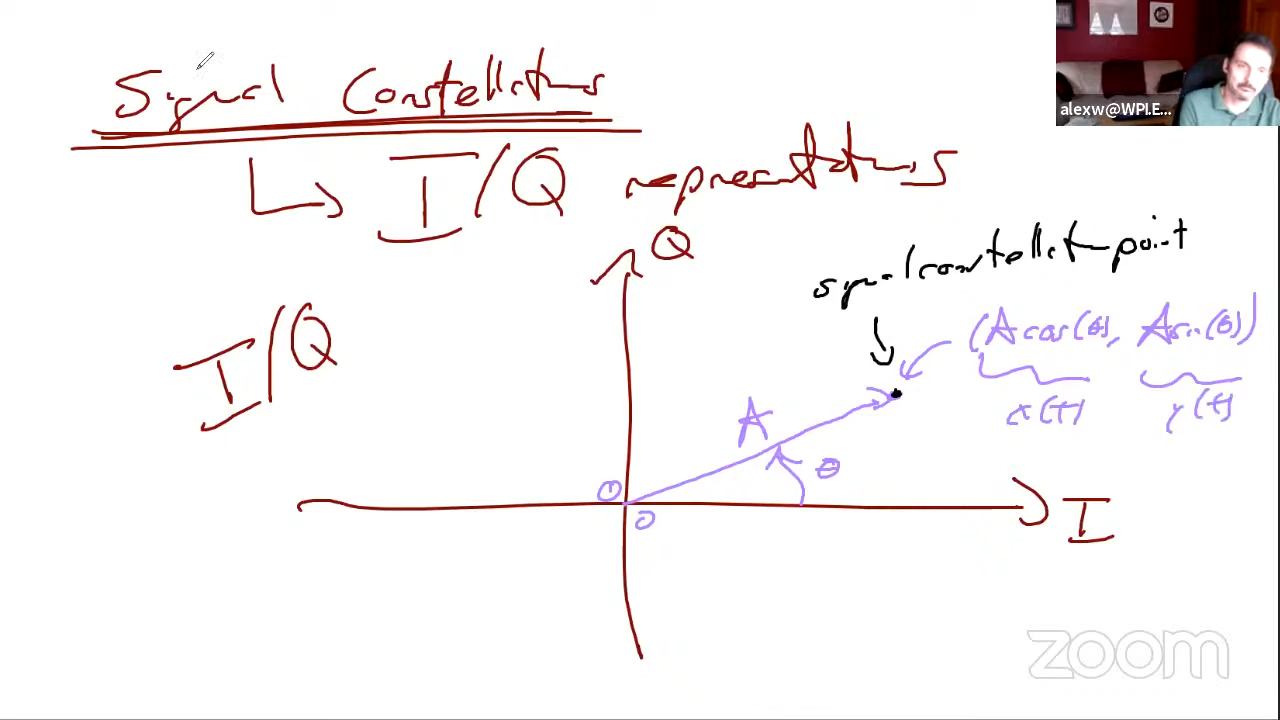 Signal Constellations
alexw@WPI.E...
I/Q representations
Q
signal constellation point
I/Q
(A cos(θ), A sin(θ))
A
x(t) y(t)
θ
0
0
I
zoom